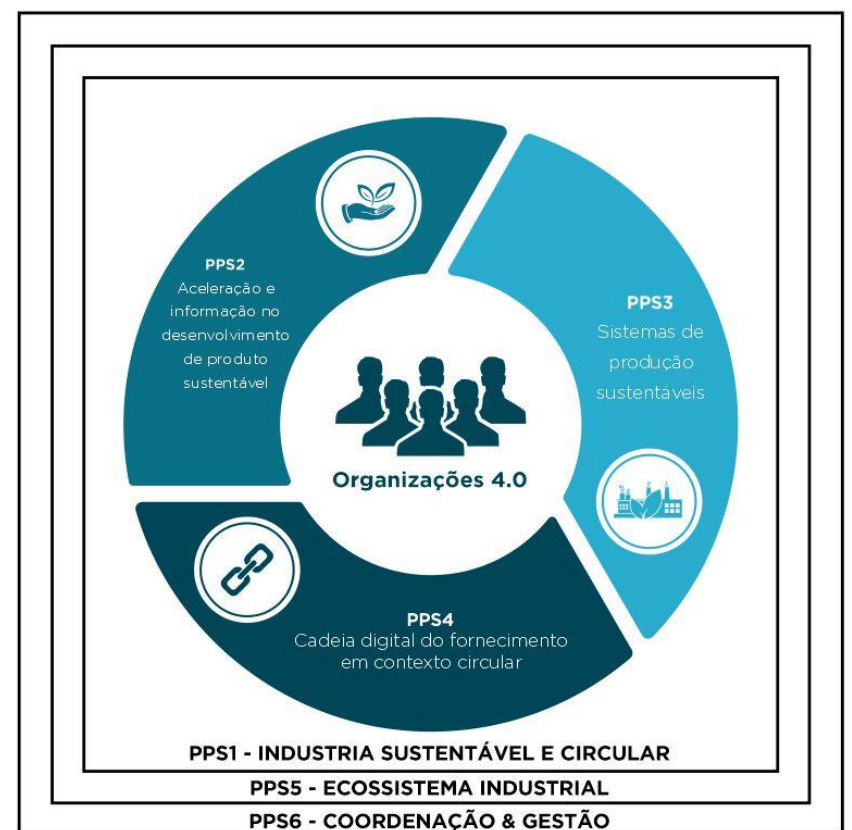 PPS2
Aceleração e
informação no
desenvolvimento
de produto
sustentável
PPS3
Sistemas de
produção
sustentáveis
Organizações 4.0
PPS4
Cadeia digital do fornecimento
em contexto circular
PPS1 - INDUSTRIA SUSTENTÁVEL E CIRCULAR
PPS5 - ECOSSISTEMA INDUSTRIAL
PPS6 - COORDENAÇÃO & GESTÃO